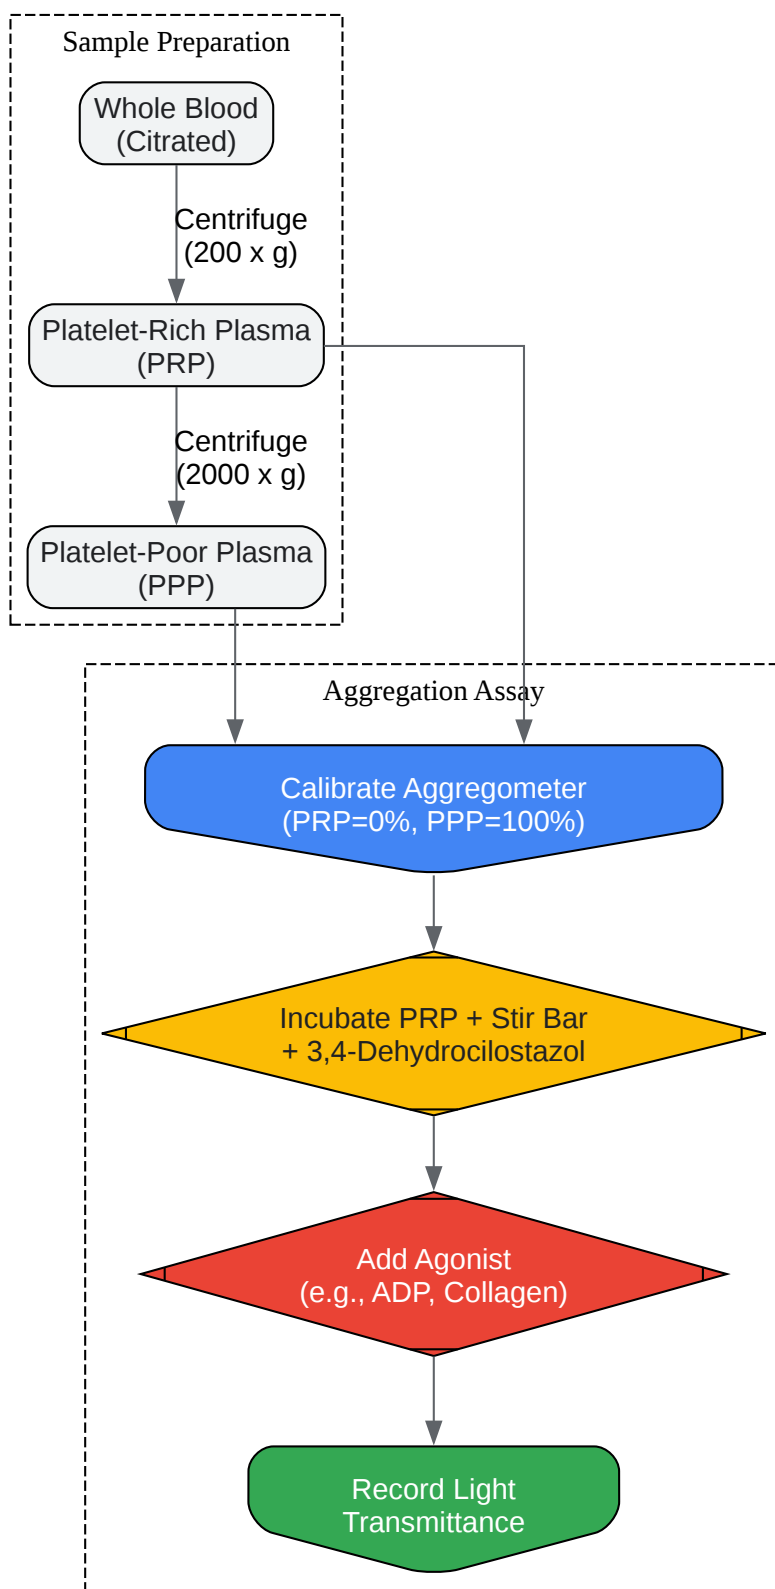 Sample Preparation
Whole Blood
(Citrated)
Centrifuge
(200 x g)
Platelet-Rich Plasma
(PRP)
Centrifuge
(2000 x g)
Platelet-Poor Plasma
(PPP)
Aggregation Assay
Calibrate Aggregometer
(PRP=0%, PPP=100%)
Incubate PRP + Stir Bar
+ 3,4-Dehydrocilostazol
Add Agonist
(e.g., ADP, Collagen)
Record Light
Transmittance